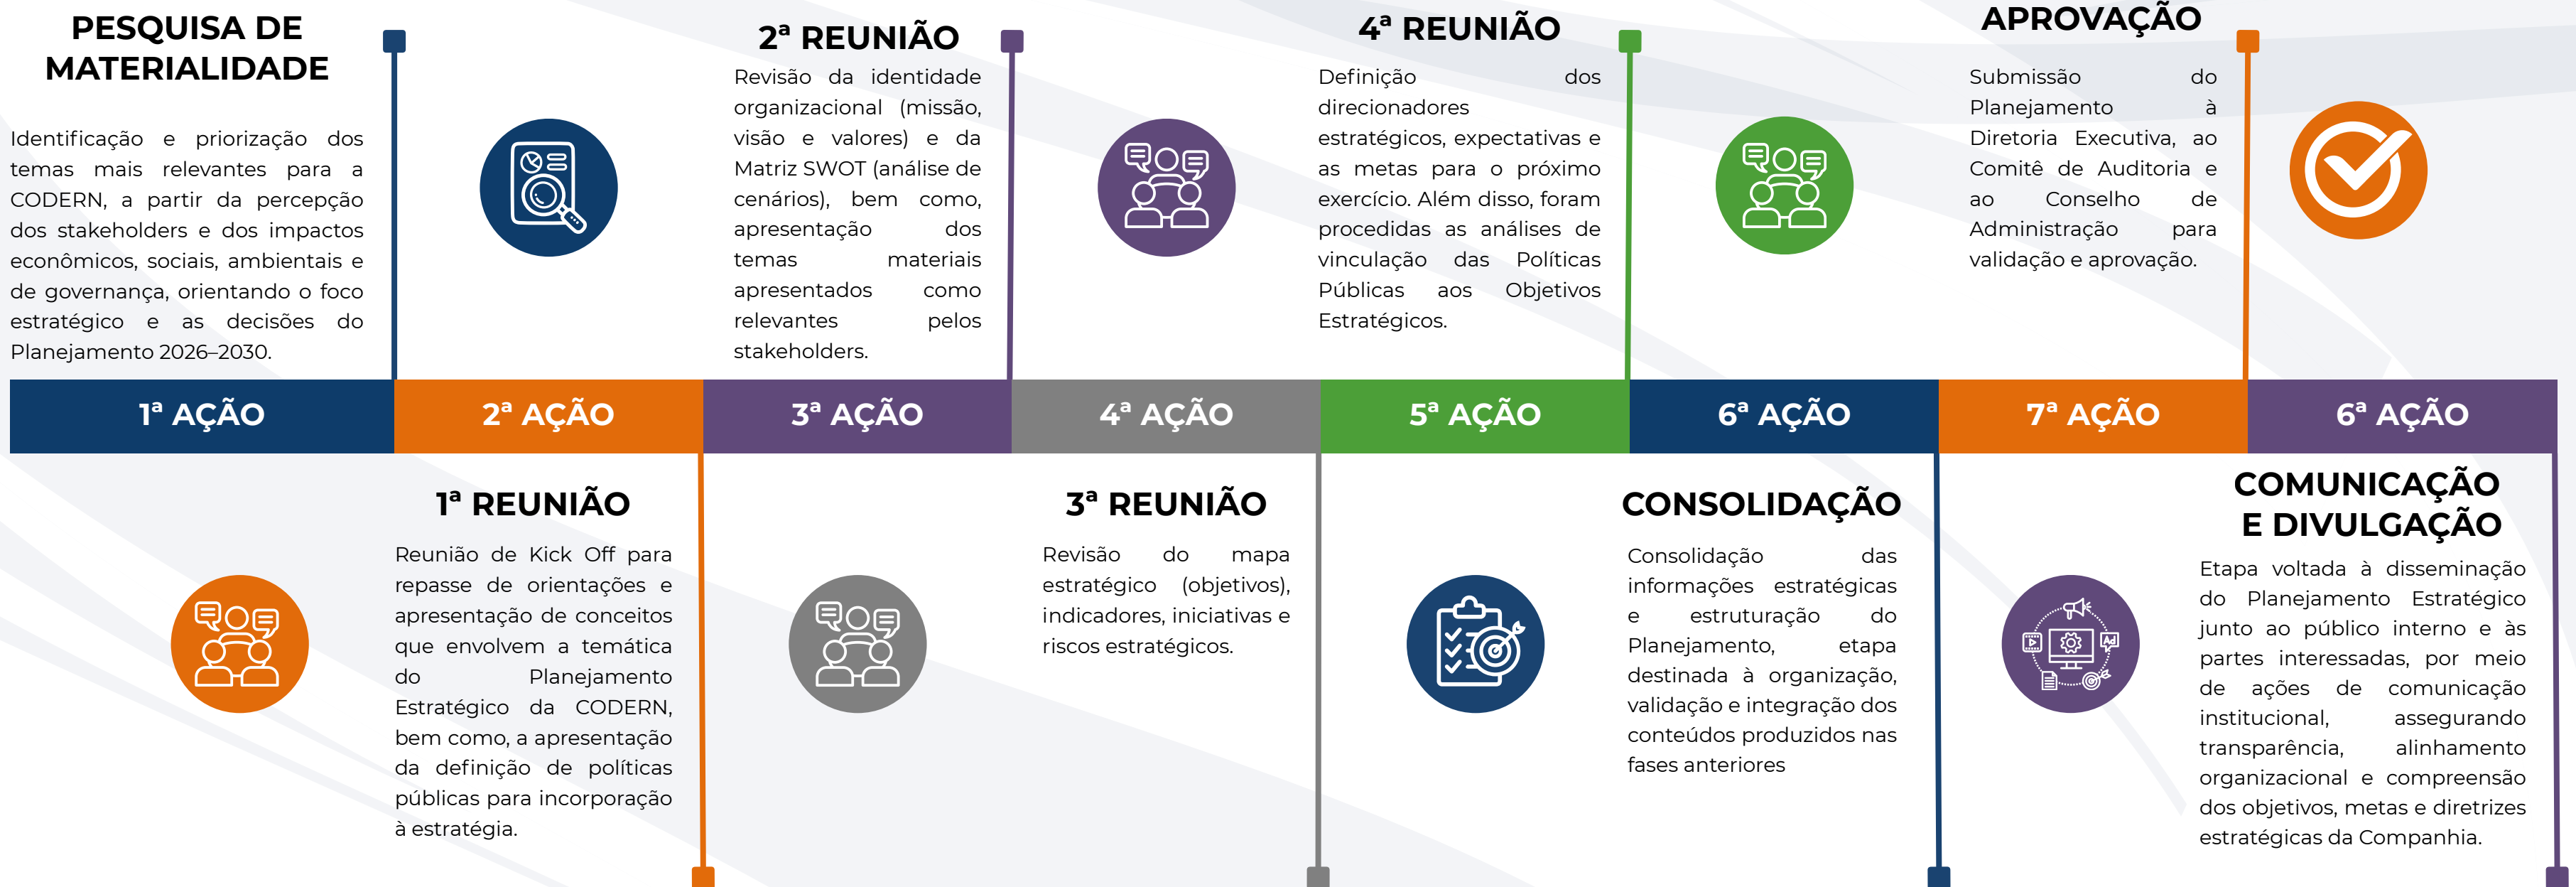 PESQUISA DE
MATERIALIDADE
Identificação e priorização dos
temas mais relevantes para a
CODERN, a partir da percepção
dos stakeholders e dos impactos
econômicos, sociais, ambientais e
de governança, orientando o foco
estratégico e as decisões do
Planejamento 2026–2030.
2ª REUNIÃO
Revisão da identidade
organizacional (missão,
visão e valores) e da
Matriz SWOT (análise de
cenários), bem como,
apresentação dos
temas materiais
apresentados como
relevantes pelos
stakeholders.
4ª REUNIÃO
Definição dos
direcionadores
estratégicos, expectativas e
as metas para o próximo
exercício. Além disso, foram
procedidas as análises de
vinculação das Políticas
Públicas aos Objetivos
Estratégicos.
APROVAÇÃO
Submissão do
Planejamento à
Diretoria Executiva, ao
Comitê de Auditoria e
ao Conselho de
Administração para
validação e aprovação.
1ª AÇÃO
2ª AÇÃO
3ª AÇÃO
4ª AÇÃO
5ª AÇÃO
6ª AÇÃO
7ª AÇÃO
6ª AÇÃO
1ª REUNIÃO
Reunião de Kick Off para
repasse de orientações e
apresentação de conceitos
que envolvem a temática
do Planejamento
Estratégico da CODERN,
bem como, a apresentação
da definição de políticas
públicas para incorporação
à estratégia.
3ª REUNIÃO
Revisão do mapa
estratégico (objetivos),
indicadores, iniciativas e
riscos estratégicos.
CONSOLIDAÇÃO
Consolidação das
informações estratégicas
e estruturação do
Planejamento, etapa
destinada à organização,
validação e integração dos
conteúdos produzidos nas
fases anteriores
Ad
COMUNICAÇÃO
E DIVULGAÇÃO
Etapa voltada à disseminação
do Planejamento Estratégico
junto ao público interno e às
partes interessadas, por meio
de ações de comunicação
institucional, assegurando
transparência, alinhamento
organizacional e compreensão
dos objetivos, metas e diretrizes
estratégicas da Companhia.